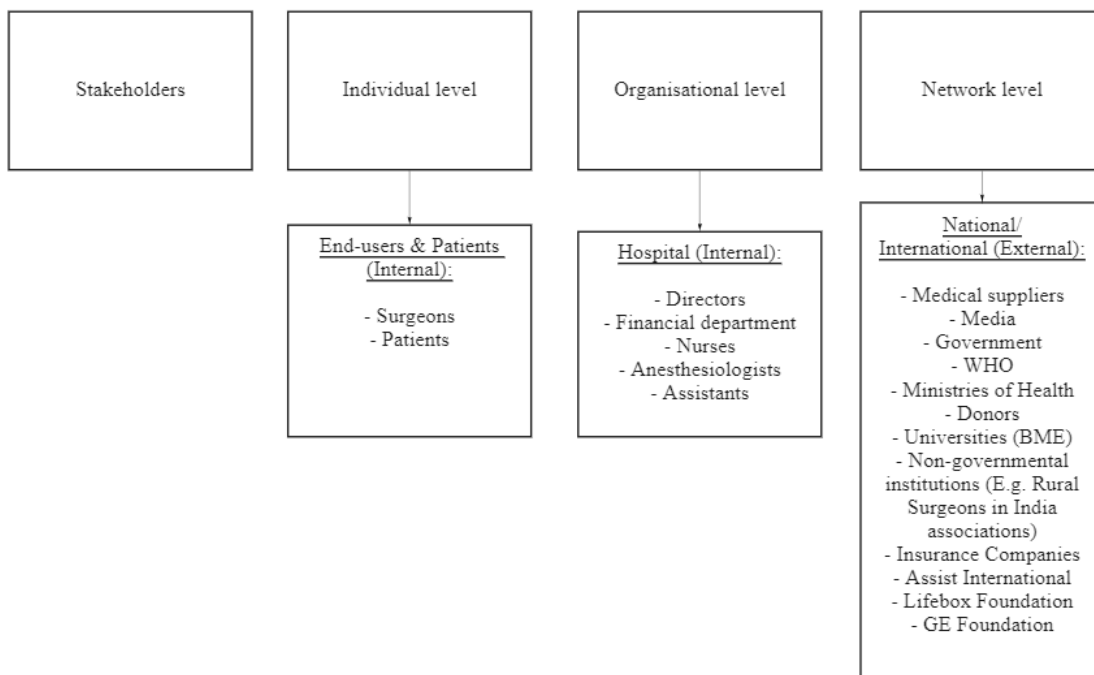 Stakeholders
Individual level
Organisational level
Network level
End-users & Patients
(Internal):
- Surgeons
- Patients
Hospital (Internal):
- Directors
- Financial department
- Nurses
- Anesthesiologists
- Assistants
National/
International (External):
- Medical suppliers
- Media
- Government
- WHO
- Ministries of Health
- Donors
- Universities (BME)
- Non-governmental
institutions (E.g. Rural
Surgeons in India
associations)
- Insurance Companies
- Assist International
- Lifebox Foundation
- GE Foundation